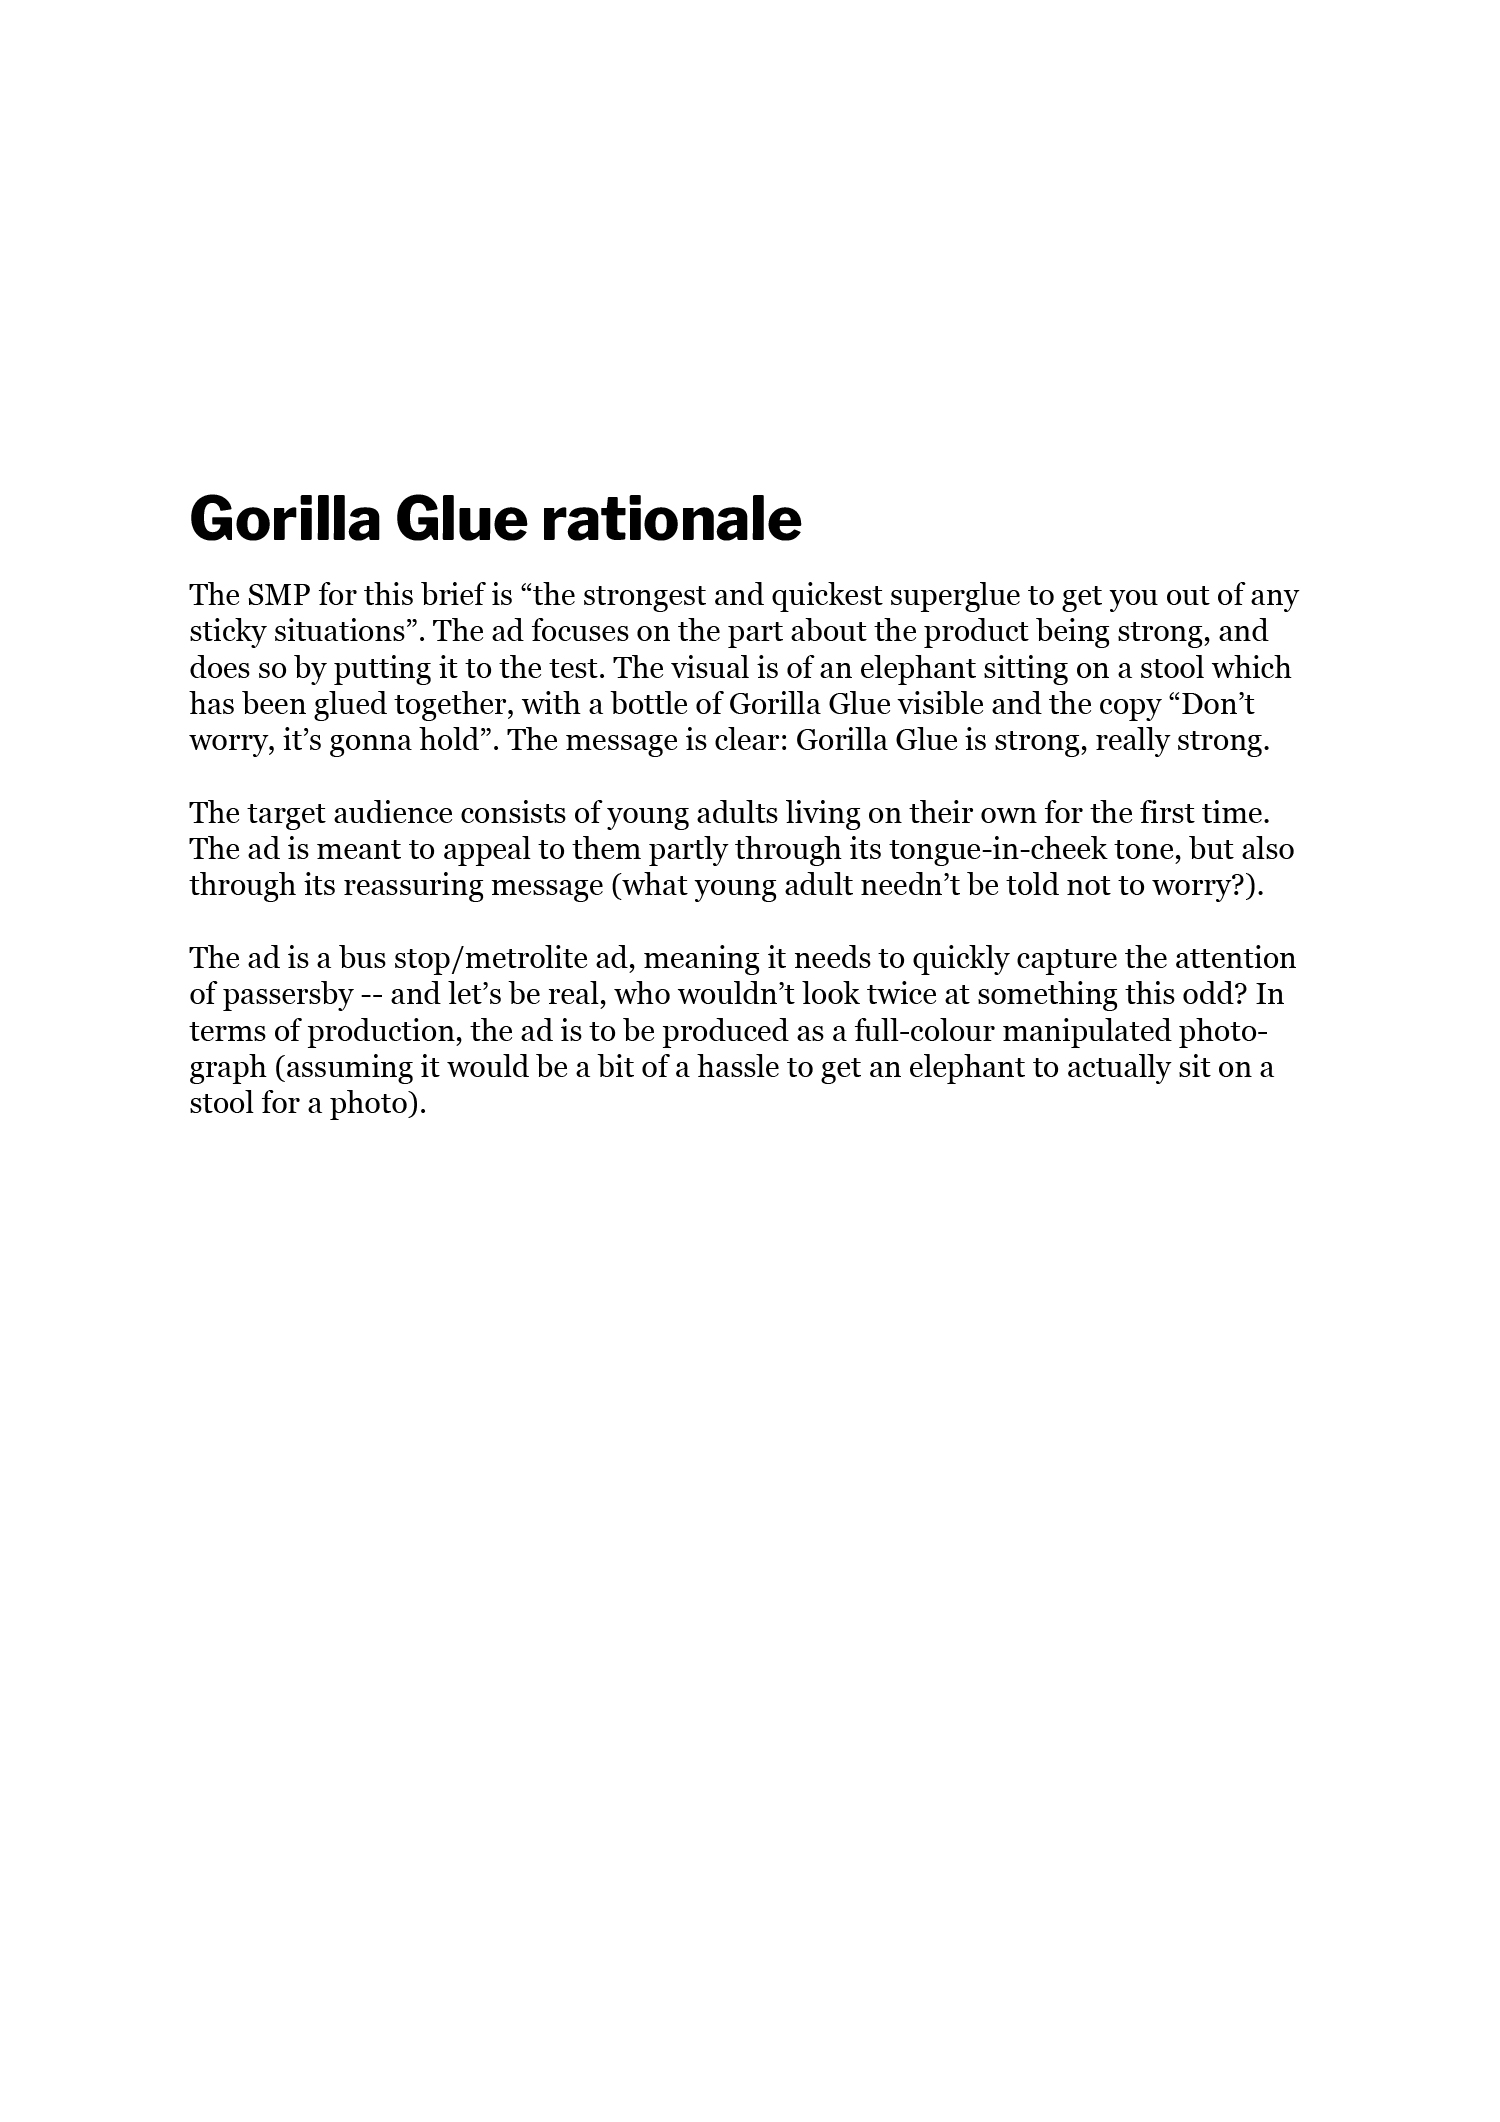 Gorilla Glue rationale
The SMP for this brief is “the strongest and quickest superglue to get you out of any
sticky situations”. The ad focuses on the part about the product being strong, and
does so by putting it to the test. The visual is of an elephant sitting on a stool which
has been glued together, with a bottle of Gorilla Glue visible and the copy “Don’t
worry, it’s gonna hold”. The message is clear: Gorilla Glue is strong, really strong.
The target audience consists of young adults living on their own for the first time.
The ad is meant to appeal to them partly through its tongue-in-cheek tone, but also
through its reassuring message (what young adult needn’t be told not to worry?).
The ad is a bus stop/metrolite ad, meaning it needs to quickly capture the attention
of passersby -- and let’s be real, who wouldn’t look twice at something this odd? In
terms of production, the ad is to be produced as a full-colour manipulated photo-
graph (assuming it would be a bit of a hassle to get an elephant to actually sit on a
stool for a photo).